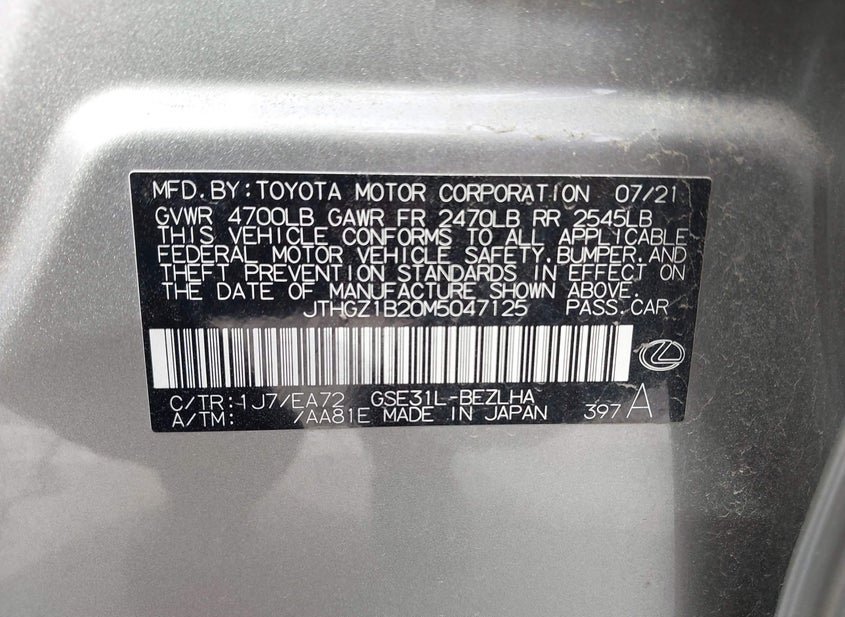 MFD. BY: TOYOTA MOTOR CORPORATION 07/21
GVWR 4700LB GAWR FR 2470LB RR 2545LB
THIS VEHICLE CONFORMS TO ALL APPLICABLE
FEDERAL MOTOR VEHICLE SAFETY, BUMPER, AND
THEFT PREVENTION STANDARDS IN EFFECT ON
THE DATE OF MANUFACTURE SHOWN ABOVE.
JTHGZ1B20M5047125 PASS. CAR
C/TR: 1J7/EA72 GSE31L-BEZLHA
A/TM: /AA81E MADE IN JAPAN 397 A